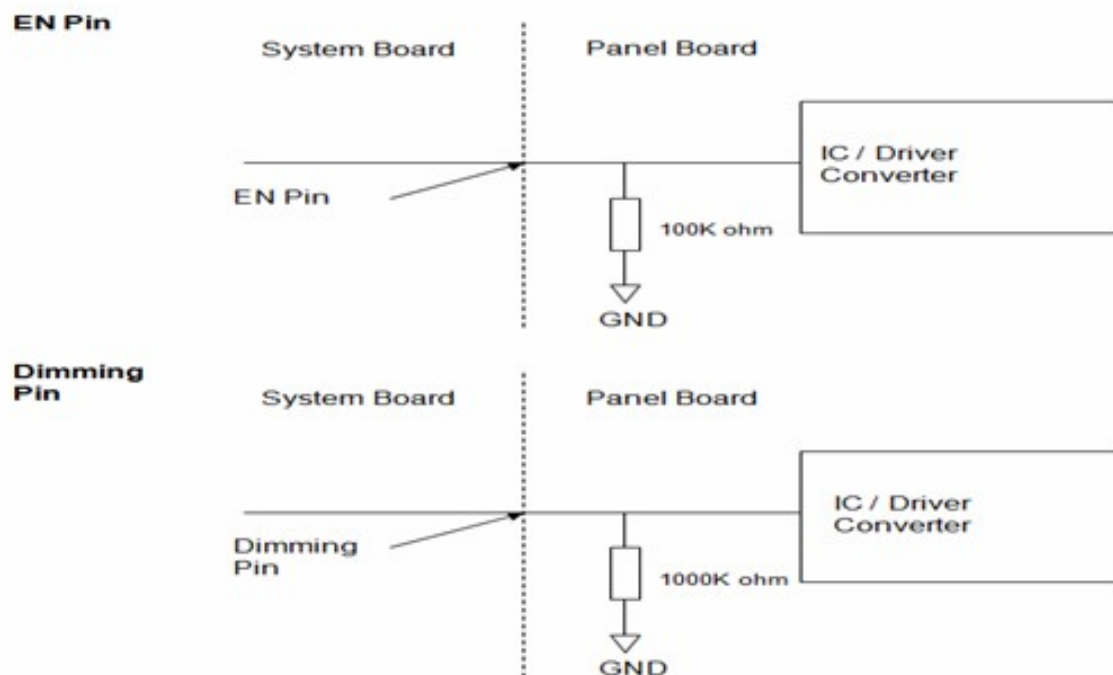 EN Pin
System Board
Panel Board
IC / Driver
Converter
EN Pin
100K ohm
GND
Dimming
Pin
System Board
Panel Board
IC / Driver
Converter
Dimming
Pin
1000K ohm
GND